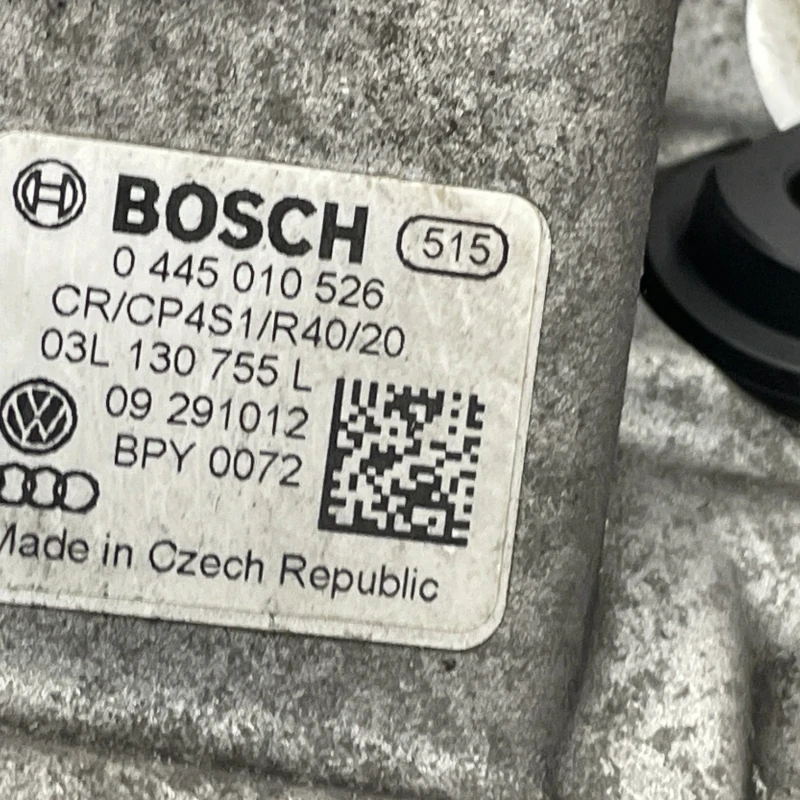 BOSCH 515
0 445 010 526
CR/CP4S1/R40/20
03L 130 755 L
09 291012
BPY 0072
Made in Czech Republic